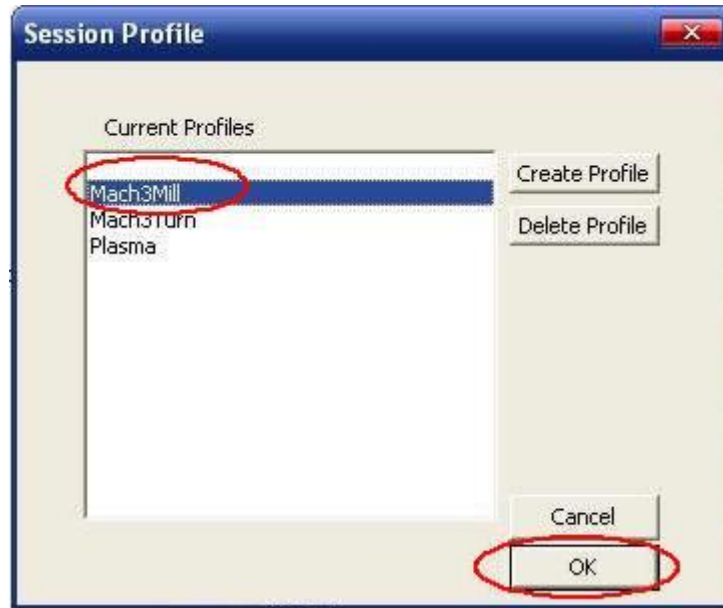 Session Profile
Current Profiles
Mach3Mill
Mach3Turn
Plasma
Create Profile
Delete Profile
Cancel
OK